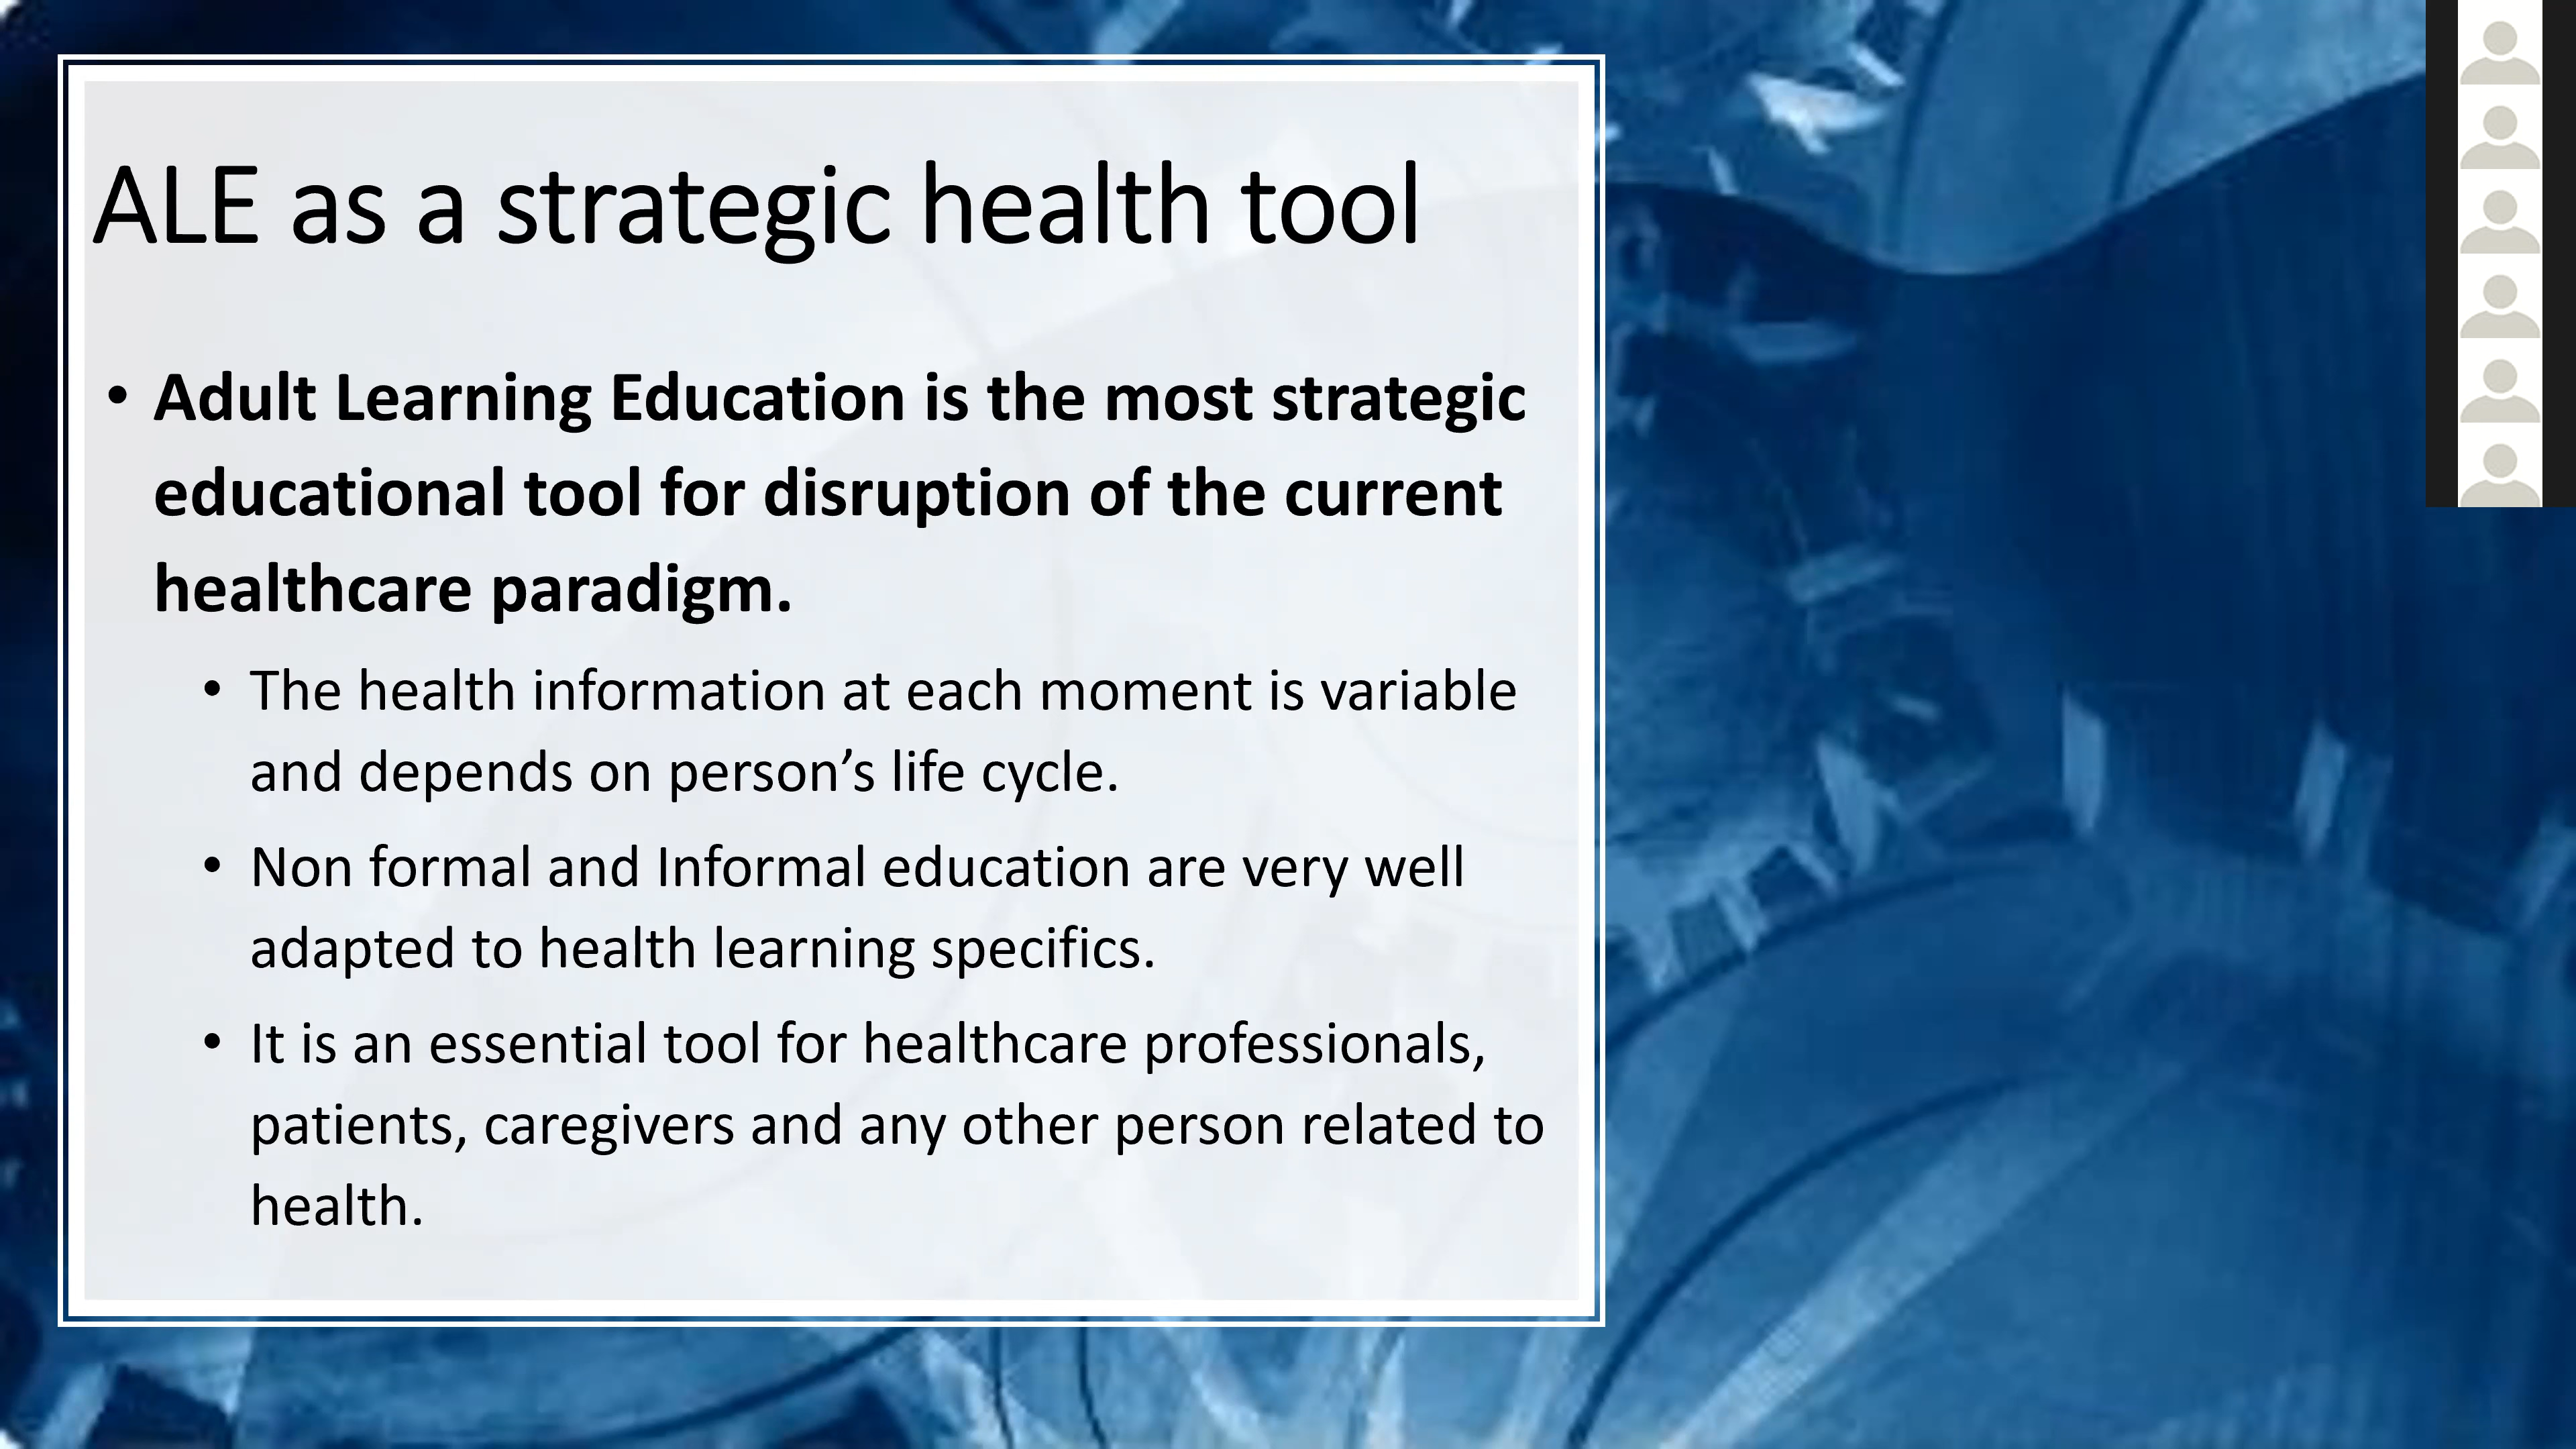 ALE as a strategic health tool
• Adult Learning Education is the most strategic
educational tool for disruption of the current
healthcare paradigm.
• The health information at each moment is variable
and depends on person’s life cycle.
• Non formal and Informal education are very well
adapted to health learning specifics.
• It is an essential tool for healthcare professionals,
patients, caregivers and any other person related to
health.